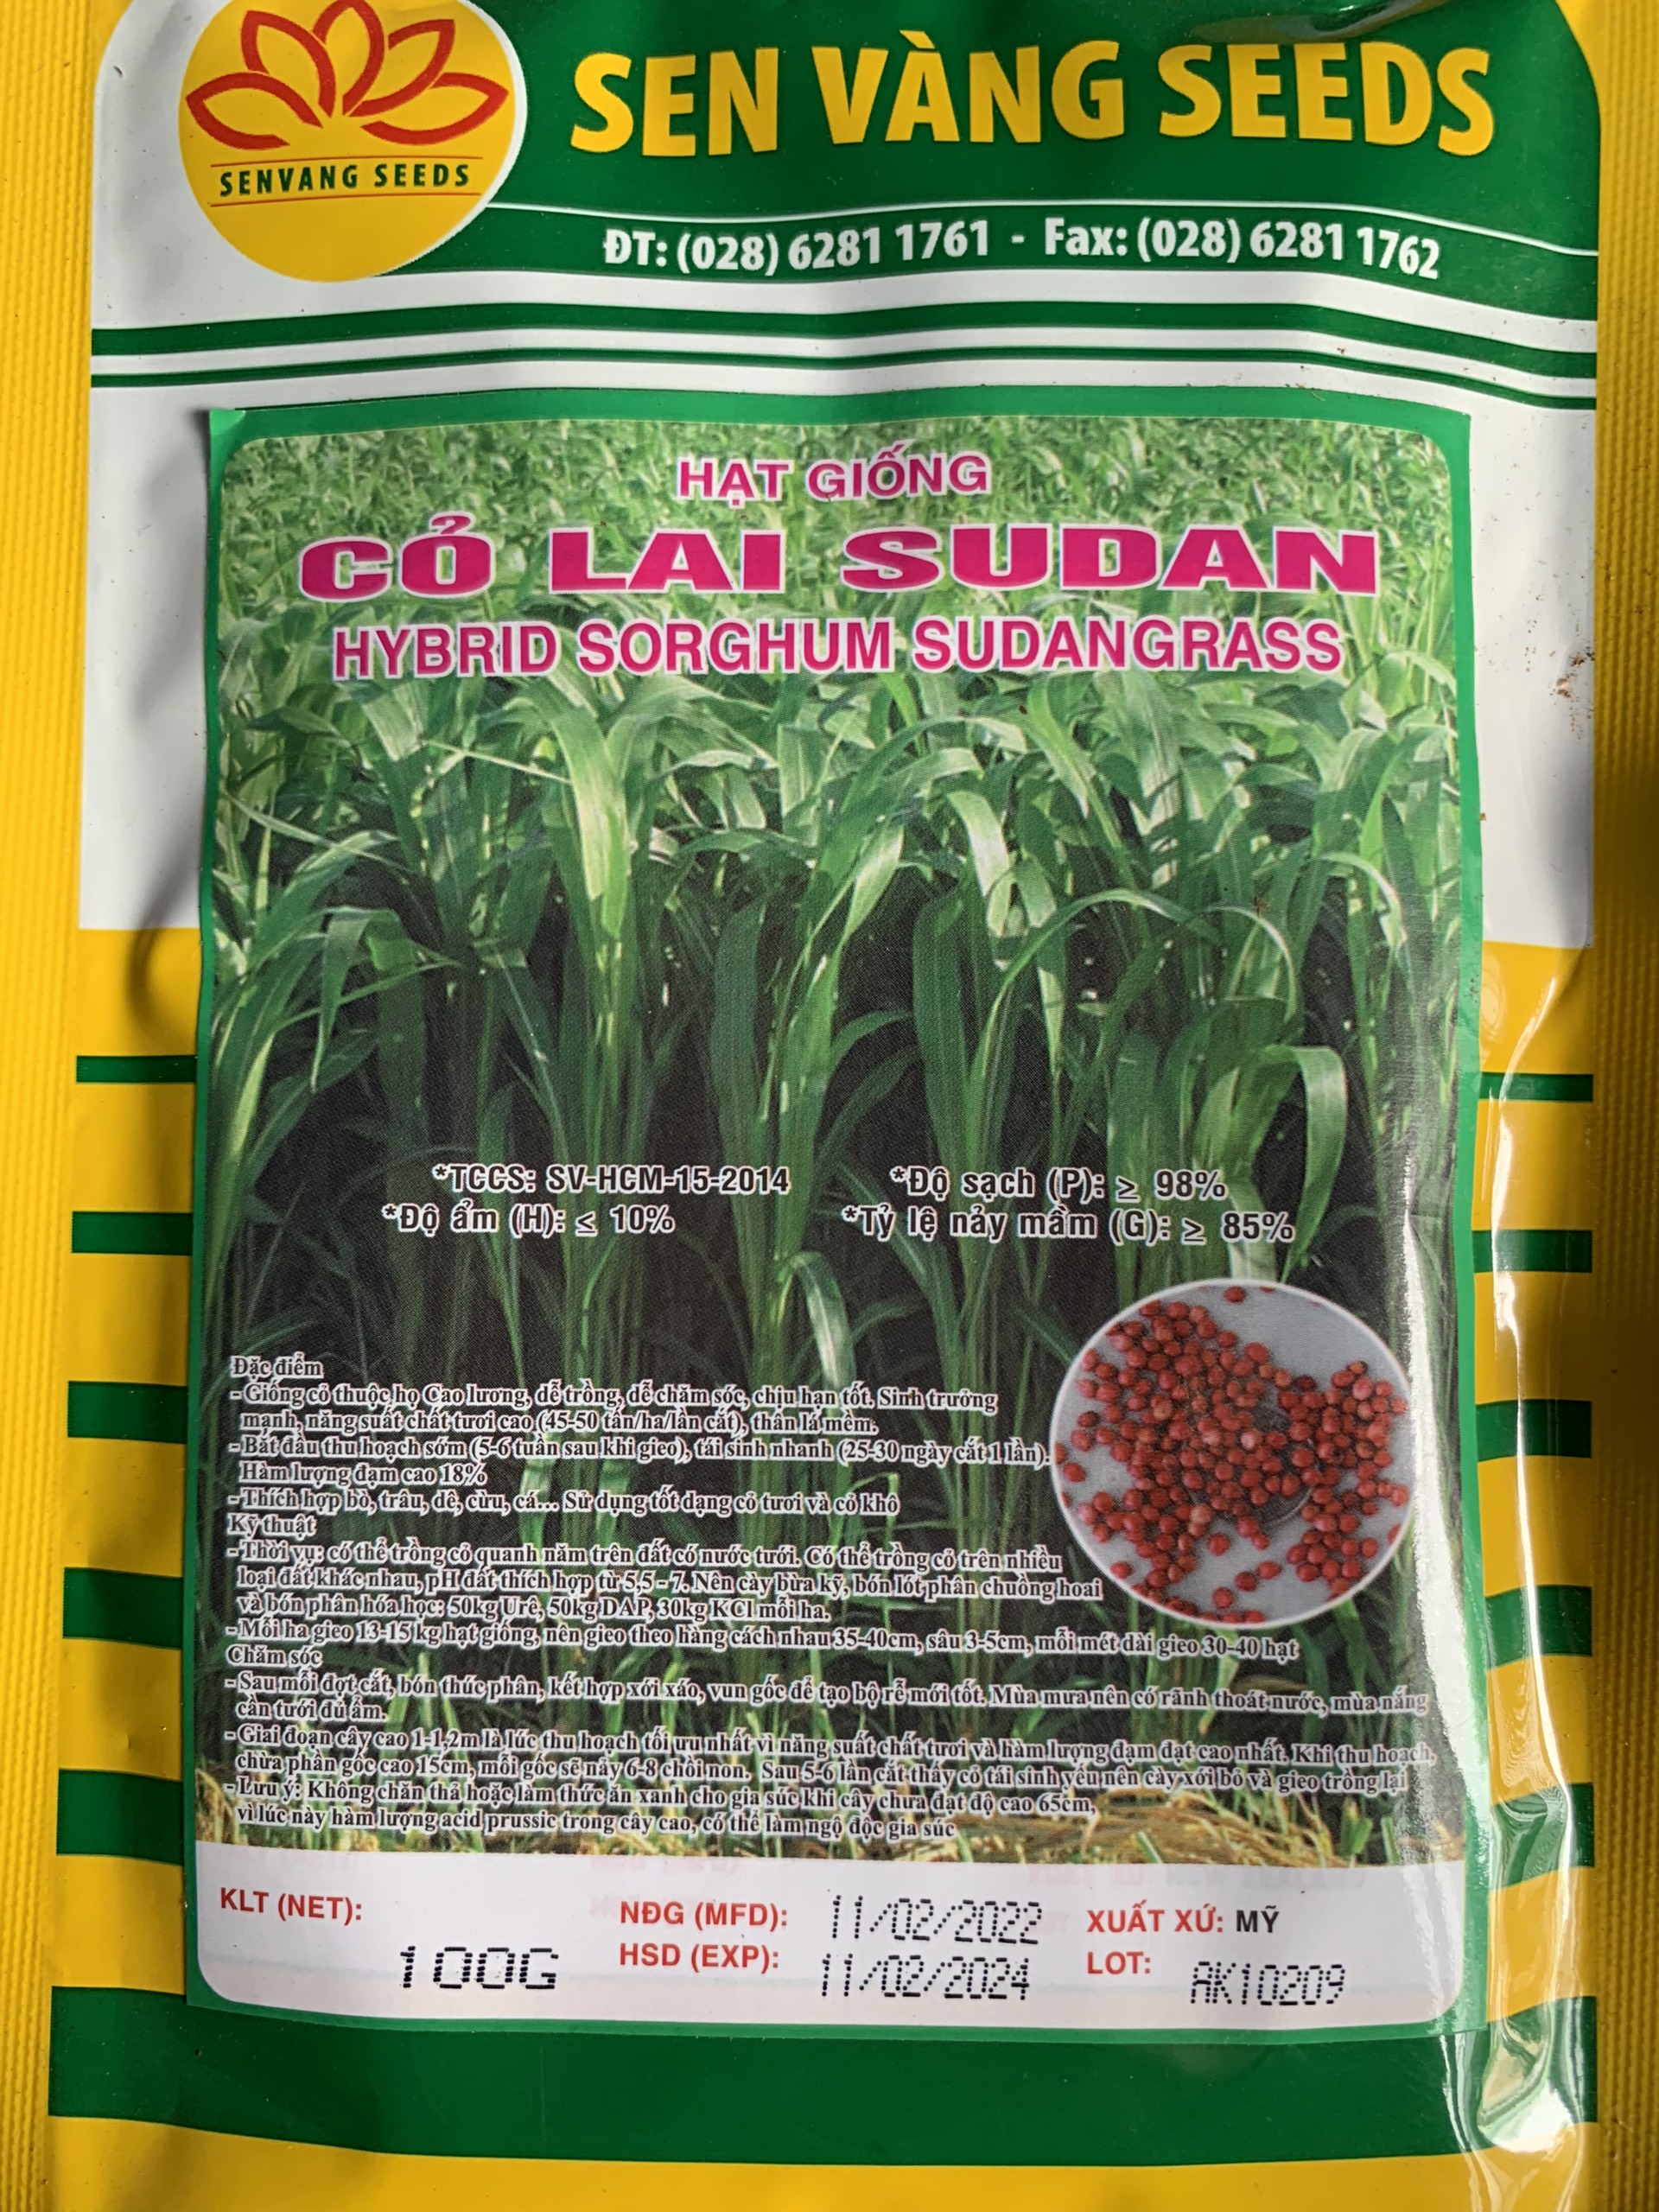 SENVANG SEEDS
SEN VÀNG SEEDS
ĐT: (028) 6281 1761 - Fax: (028) 6281 1762
HẠT GIỐNG
CỎ LAI SUDAN
HYBRID SORGHUM SUDANGRASS
*TCCS: SV-HCM-15-2014
*Độ sạch (P): ≥ 98%
*Độ ẩm (H): ≤ 10%
*Tỷ lệ nảy mầm (G): ≥ 85%
Đặc điểm
- Giống cỏ thuộc họ Cao lương, dễ trồng, dễ chăm sóc, chịu hạn tốt. Sinh trưởng
mạnh, năng suất chất tươi cao (45-50 tấn/ha/lần cắt), thân lá mềm.
- Bắt đầu thu hoạch sớm (5-6 tuần sau khi gieo), tái sinh nhanh (25-30 ngày cắt 1 lần).
Hàm lượng đạm cao 18%
- Thích hợp bò, trâu, dê, cừu, cá... Sử dụng tốt dạng cỏ tươi và cỏ khô
Kỹ thuật
- Thời vụ: có thể trồng cỏ quanh năm trên đất có nước tưới. Có thể trồng cỏ trên nhiều
loại đất khác nhau, pH đất thích hợp từ 5,5 - 7. Nên cày bừa kỹ, bón lót phân chuồng hoai
và bón phân hóa học: 50kg Urê, 50kg DAP, 30kg KCl mỗi ha.
- Mỗi ha gieo 13-15 kg hạt giống, nên gieo theo hàng cách nhau 35-40cm, sâu 3-5cm, mỗi mét dài gieo 30-40 hạt
Chăm sóc
- Sau mỗi đợt cắt, bón thúc phân, kết hợp xới xáo, vun gốc để tạo bộ rễ mới tốt. Mùa mưa nên có rãnh thoát nước, mùa nắng
cần tưới đủ ẩm.
- Giai đoạn cây cao 1-1,2m là lúc thu hoạch tối ưu nhất vì năng suất chất tươi và hàm lượng đạm đạt cao nhất. Khi thu hoạch,
chừa phần gốc cao 15cm, mỗi gốc sẽ nẩy 6-8 chồi non. Sau 5-6 lần cắt thấy cỏ tái sinh yếu nên cày xới bỏ và gieo trồng lại
- Lưu ý: Không chăn thả hoặc làm thức ăn xanh cho gia súc khi cây chưa đạt độ cao 65cm,
vì lúc này hàm lượng acid prussic trong cây cao, có thể làm ngộ độc gia súc
KLT (NET):
100G
NĐG (MFD): 11/02/2022
HSD (EXP): 11/02/2024
XUẤT XỨ: MỸ
LOT: AK10209